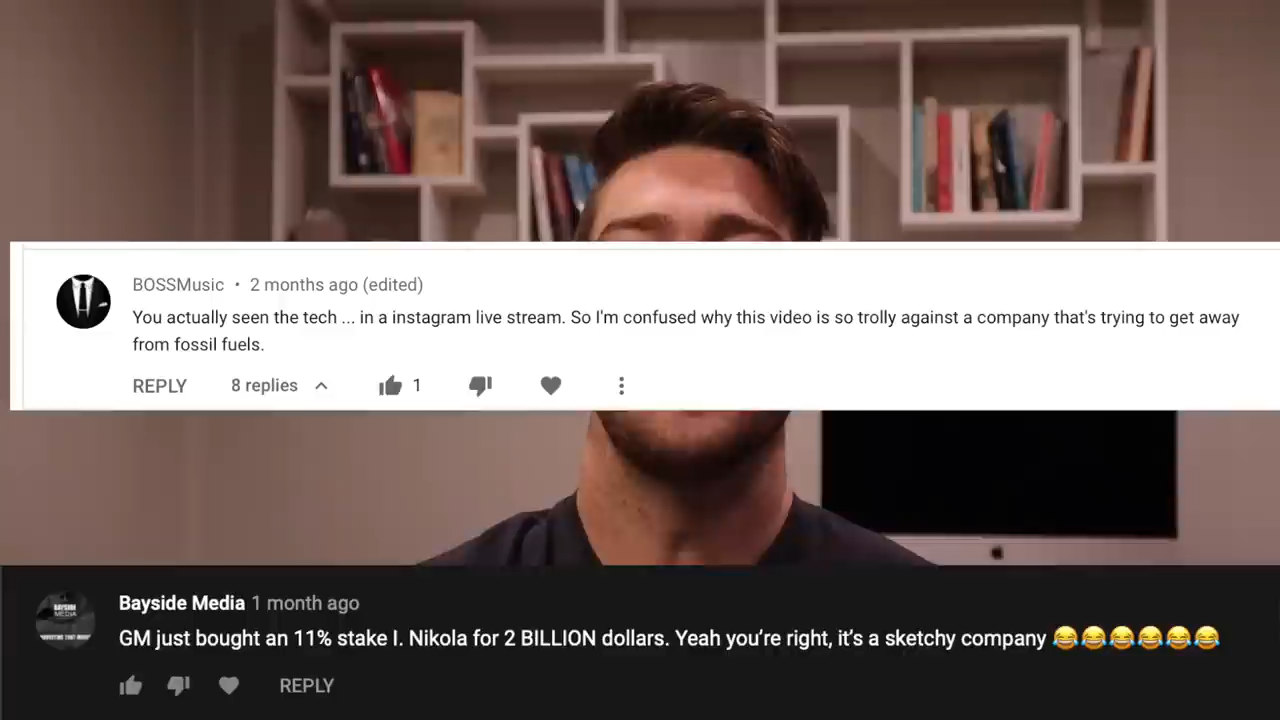 BOSSMusic • 2 months ago (edited)
You actually seen the tech ... in a instagram live stream. So I'm confused why this video is so trolly against a company that's trying to get away
from fossil fuels.
REPLY 8 replies 1
BAYSIDE
MEDIA
Bayside Media 1 month ago
GM just bought an 11% stake I. Nikola for 2 BILLION dollars. Yeah you’re right, it’s a sketchy company 😂😂😂😂😂😂
REPLY